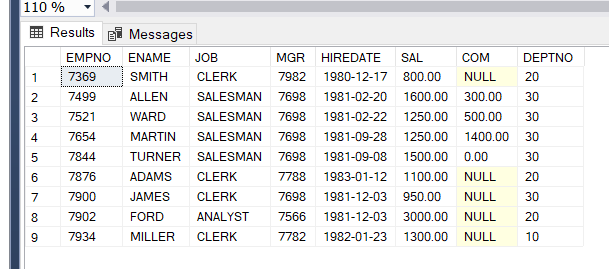 110 %
Results Messages
EMPNO ENAME JOB MGR HIREDATE SAL COM DEPTNO
1 7369 SMITH CLERK 7982 1980-12-17 800.00 NULL 20
2 7499 ALLEN SALESMAN 7698 1981-02-20 1600.00 300.00 30
3 7521 WARD SALESMAN 7698 1981-02-22 1250.00 500.00 30
4 7654 MARTIN SALESMAN 7698 1981-09-28 1250.00 1400.00 30
5 7844 TURNER SALESMAN 7698 1981-09-08 1500.00 0.00 30
6 7876 ADAMS CLERK 7788 1983-01-12 1100.00 NULL 20
7 7900 JAMES CLERK 7698 1981-12-03 950.00 NULL 30
8 7902 FORD ANALYST 7566 1981-12-03 3000.00 NULL 20
9 7934 MILLER CLERK 7782 1982-01-23 1300.00 NULL 10